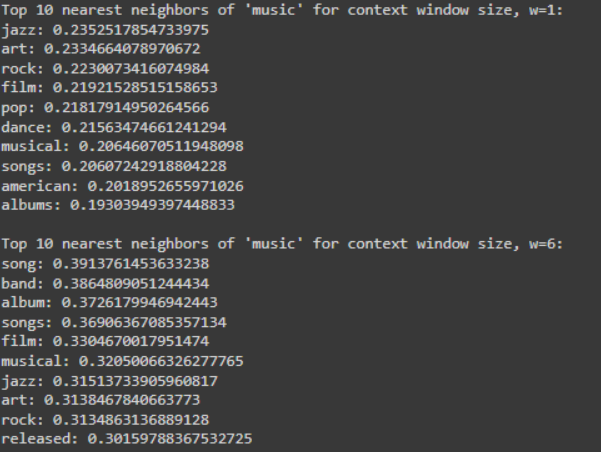 Top 10 nearest neighbors of 'music' for context window size, w=1:
jazz: 0.2352517854733975
art: 0.2334664078970672
rock: 0.2230073416074984
film: 0.21921528515158653
pop: 0.21817914950264566
dance: 0.21563474661241294
musical: 0.20646070511948098
songs: 0.20607242918804228
american: 0.2018952655971026
albums: 0.19303949397448833

Top 10 nearest neighbors of 'music' for context window size, w=6:
song: 0.3913761453633238
band: 0.3864809051244434
album: 0.3726179946942443
songs: 0.36906367085357134
film: 0.3304670017951474
musical: 0.32050066326277765
jazz: 0.31513733905960817
art: 0.3138467840663773
rock: 0.3134863136889128
released: 0.30159788367532725